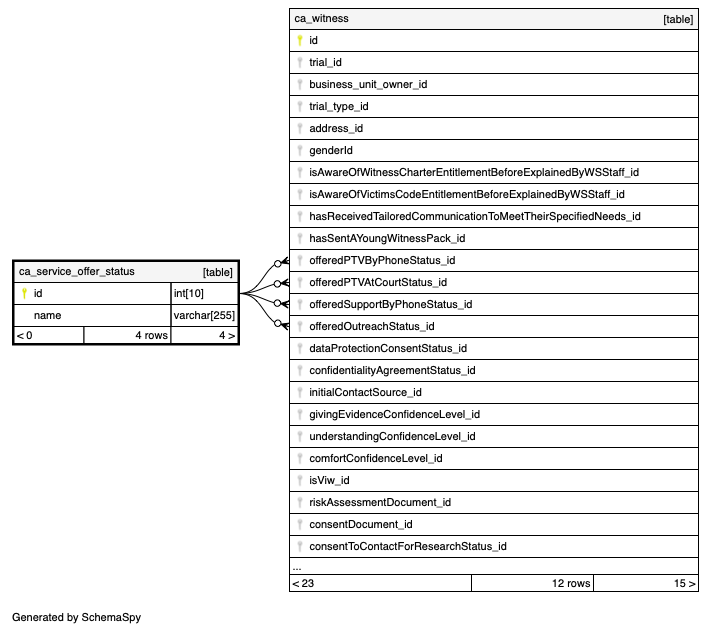 ca_witness [table]
id
trial_id
business_unit_owner_id
trial_type_id
address_id
genderId
isAwareOfWitnessCharterEntitlementBeforeExplainedByWSStaff_id
isAwareOfVictimsCodeEntitlementBeforeExplainedByWSStaff_id
hasReceivedTailoredCommunicationToMeetTheirSpecifiedNeeds_id
hasSentAYoungWitnessPack_id
offeredPTVByPhoneStatus_id
offeredPTVAtCourtStatus_id
offeredSupportByPhoneStatus_id
offeredOutreachStatus_id
dataProtectionConsentStatus_id
confidentialityAgreementStatus_id
initialContactSource_id
givingEvidenceConfidenceLevel_id
understandingConfidenceLevel_id
comfortConfidenceLevel_id
isViw_id
riskAssessmentDocument_id
consentDocument_id
consentToContactForResearchStatus_id
...
< 23 12 rows 15 >
ca_service_offer_status [table]
id int[10]
name varchar[255]
< 0 4 rows 4 >
Generated by SchemaSpy